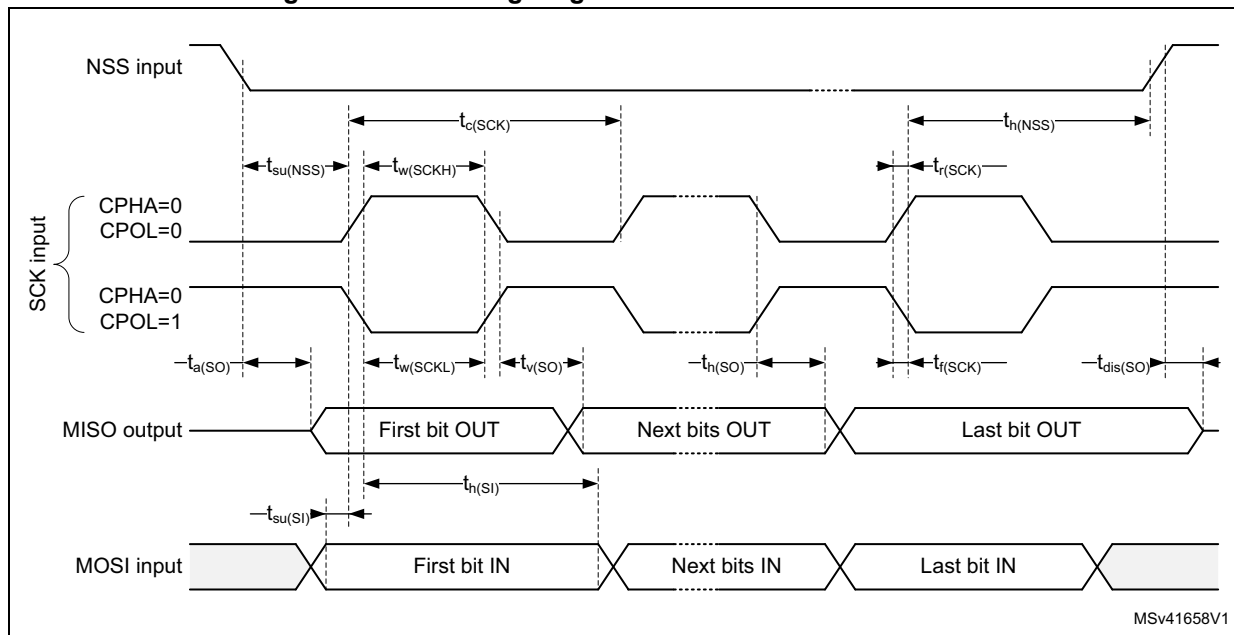 NSS input
tc(SCK)
th(NSS)
tsu(NSS)
tw(SCKH)
tr(SCK)
SCK input
CPHA=0
CPOL=0
CPHA=0
CPOL=1
ta(SO)
tw(SCKL)
tv(SO)
th(SO)
tf(SCK)
tdis(SO)
MISO output
First bit OUT
Next bits OUT
Last bit OUT
th(SI)
tsu(SI)
MOSI input
First bit IN
Next bits IN
Last bit IN
MSv41658V1